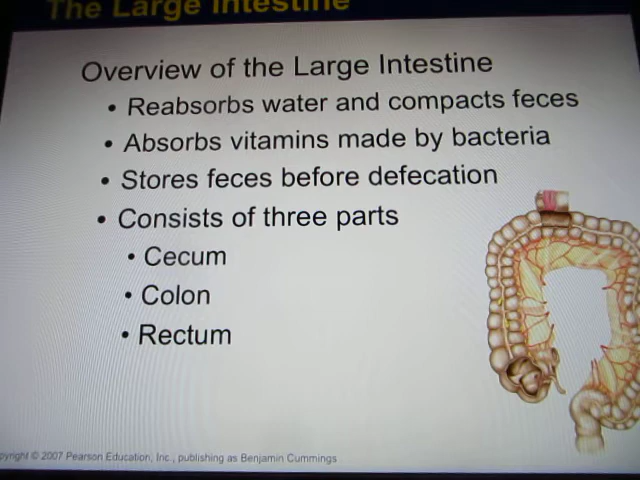 The Large Intestine
Overview of the Large Intestine
• Reabsorbs water and compacts feces
• Absorbs vitamins made by bacteria
• Stores feces before defecation
• Consists of three parts
• Cecum
• Colon
• Rectum
pyright © 2007 Pearson Education, Inc., publishing as Benjamin Cummings